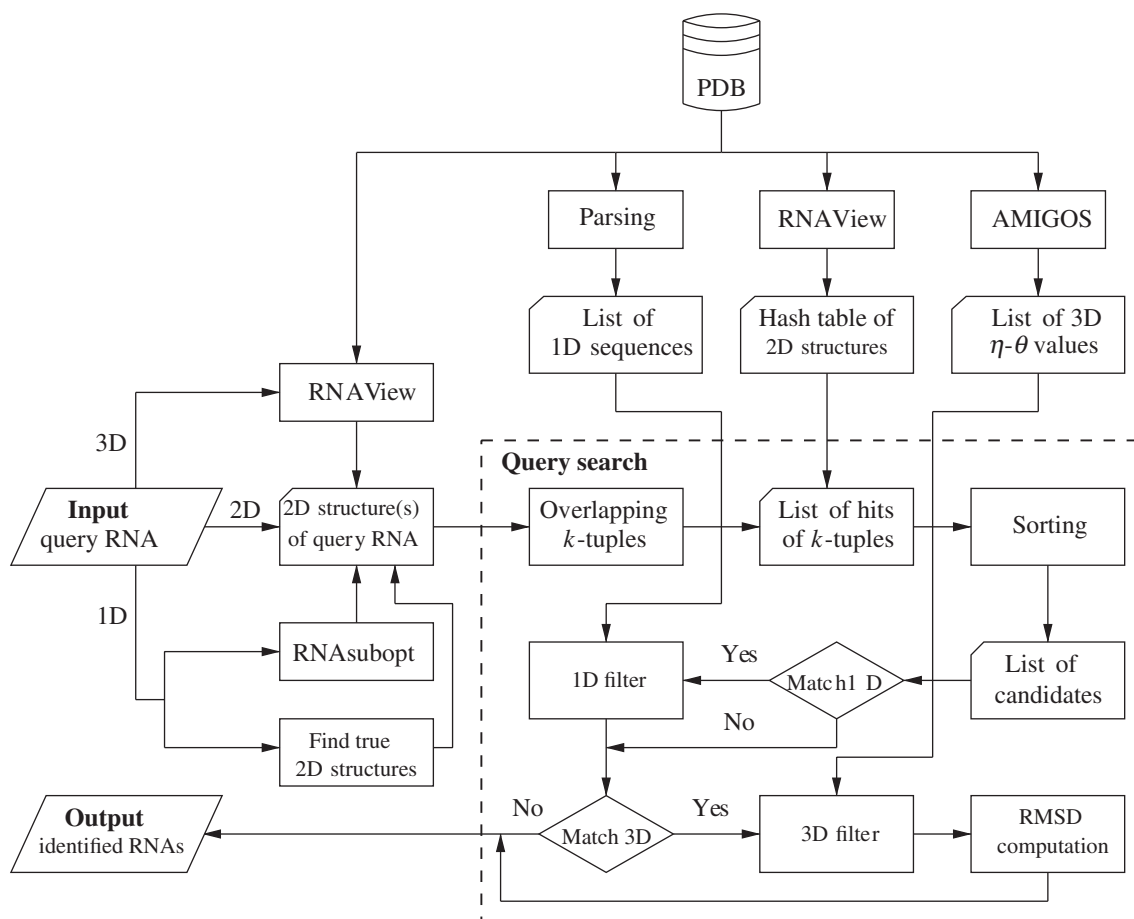 PDB
Parsing
RNAView
AMIGOS
List of
1D sequences
Hash table of
2D structures
List of 3D
η-θ values
RNAView
3D
Query search
Input
query RNA
2D
2D structure(s)
of query RNA
Overlapping
k-tuples
List of hits
of k-tuples
Sorting
1D
RNAsubopt
1D filter
Yes
Match1 D
No
List of
candidates
Find true
2D structures
Output
identified RNAs
No
Match 3D
Yes
3D filter
RMSD
computation